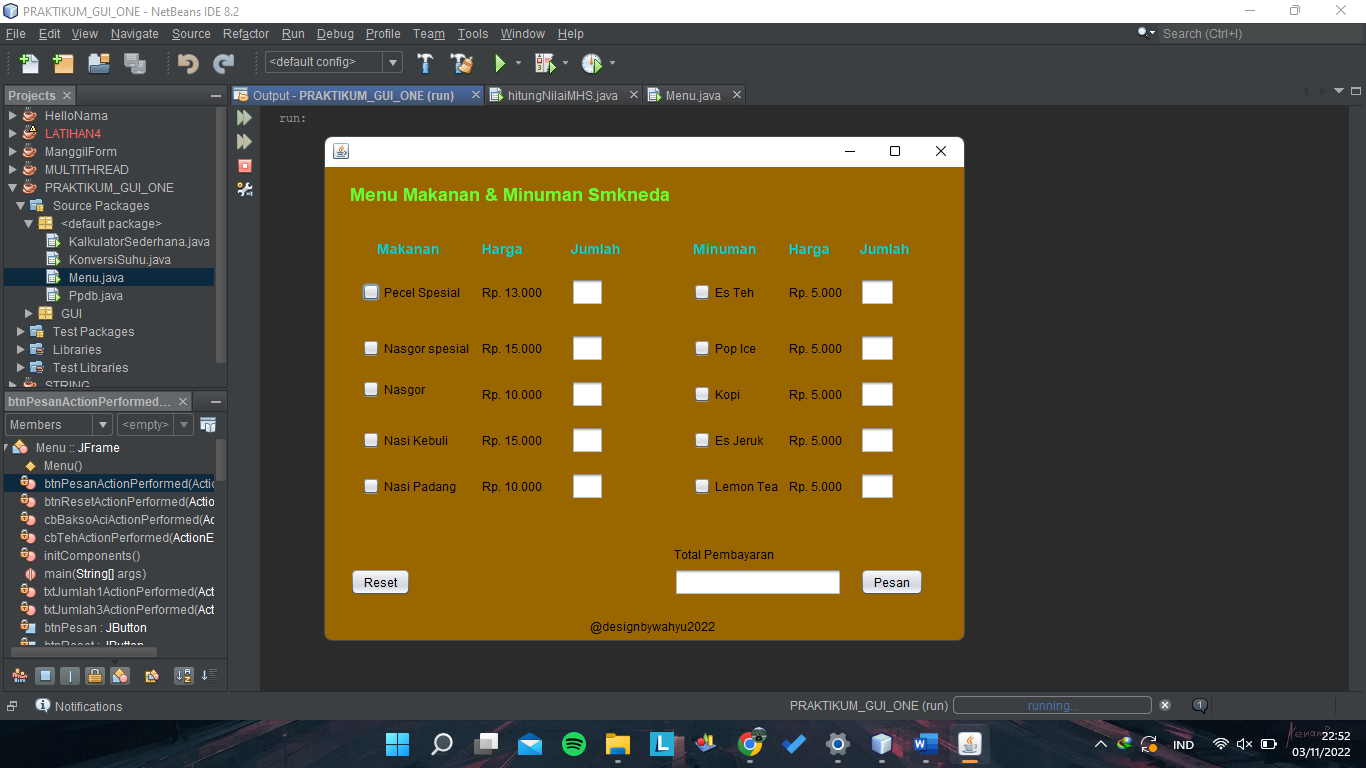 PRAKTIKUM_GUI_ONE - NetBeans IDE 8.2
File Edit View Navigate Source Refactor Run Debug Profile Team Tools Window Help
Search (Ctrl+I)
<default config>
Projects
Output - PRAKTIKUM_GUI_ONE (run) hitungNilaiMHS.java Menu.java
HelloNama
LATIHAN4
ManggilForm
MULTITHREAD
PRAKTIKUM_GUI_ONE
Source Packages
<default package>
KalkulatorSederhana.java
KonversiSuhu.java
Menu.java
Ppdb.java
GUI
Test Packages
Libraries
Test Libraries
STRING
run:
Menu Makanan & Minuman Smkneda
Makanan Harga Jumlah Minuman Harga Jumlah
Pecel Spesial Rp. 13.000 Es Teh Rp. 5.000
Nasgor spesial Rp. 15.000 Pop Ice Rp. 5.000
Nasgor Rp. 10.000 Kopi Rp. 5.000
Nasi Kebuli Rp. 15.000 Es Jeruk Rp. 5.000
Nasi Padang Rp. 10.000 Lemon Tea Rp. 5.000
Total Pembayaran
Reset Pesan
@designbywahyu2022
btnPesanActionPerformed...
Members <empty>
Menu :: JFrame
Menu()
btnPesanActionPerformed(Actic
btnResetActionPerformed(Actio
cbBaksoAciActionPerformed(Ac
cbTehActionPerformed(ActionE
initComponents()
main(String[] args)
txtJumlah1ActionPerformed(Act
txtJumlah3ActionPerformed(Act
btnPesan : JButton
btnReset : JButton
Notifications
PRAKTIKUM_GUI_ONE (run) running... 1
IND
22:52
03/11/2022